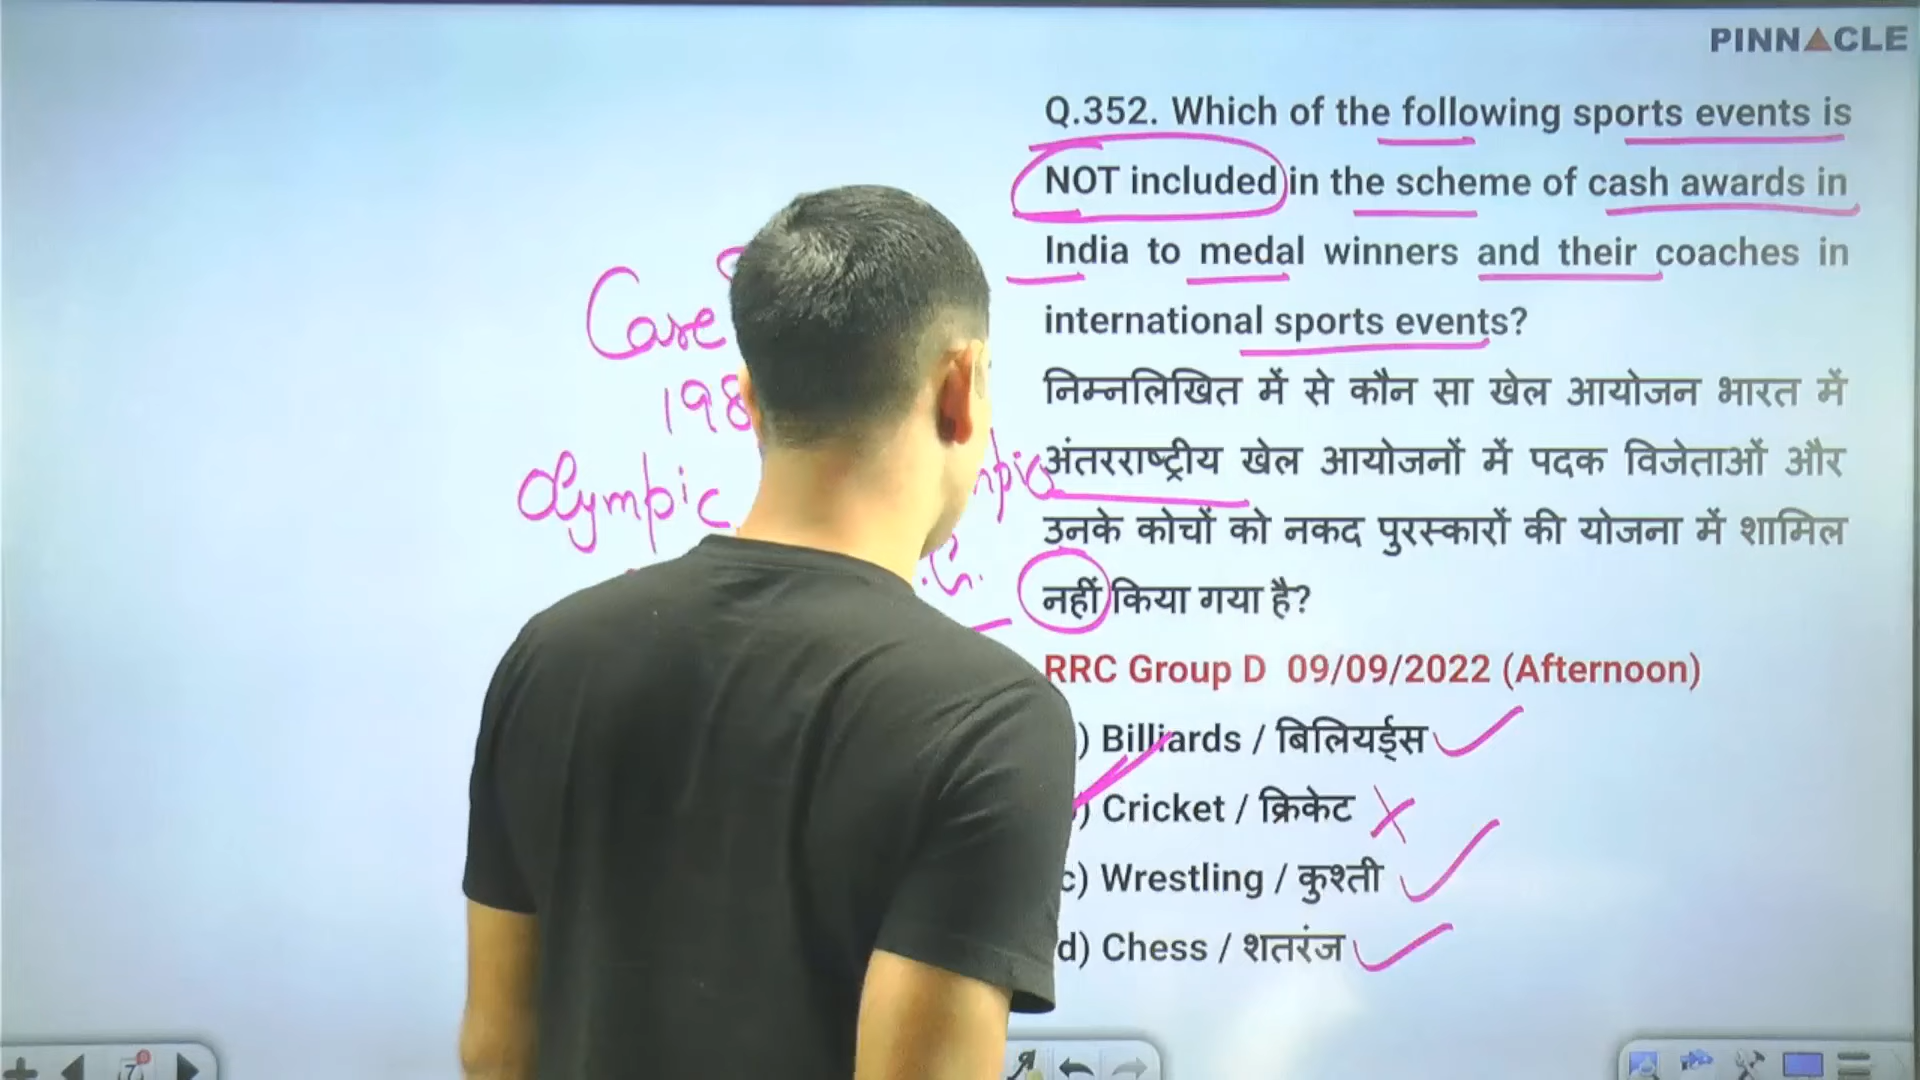 PINNACLE
Q.352. Which of the following sports events is
NOT included in the scheme of cash awards in
India to medal winners and their coaches in
international sports events?
निम्नलिखित में से कौन सा खेल आयोजन भारत में
अंतरराष्ट्रीय खेल आयोजनों में पदक विजेताओं और
उनके कोचों को नकद पुरस्कारों की योजना में शामिल
नहीं किया गया है?
RRC Group D 09/09/2022 (Afternoon)
) Billiards / बिलियर्ड्स
) Cricket / क्रिकेट
c) Wrestling / कुश्ती
d) Chess / शतरंज
Case
198
Olympic